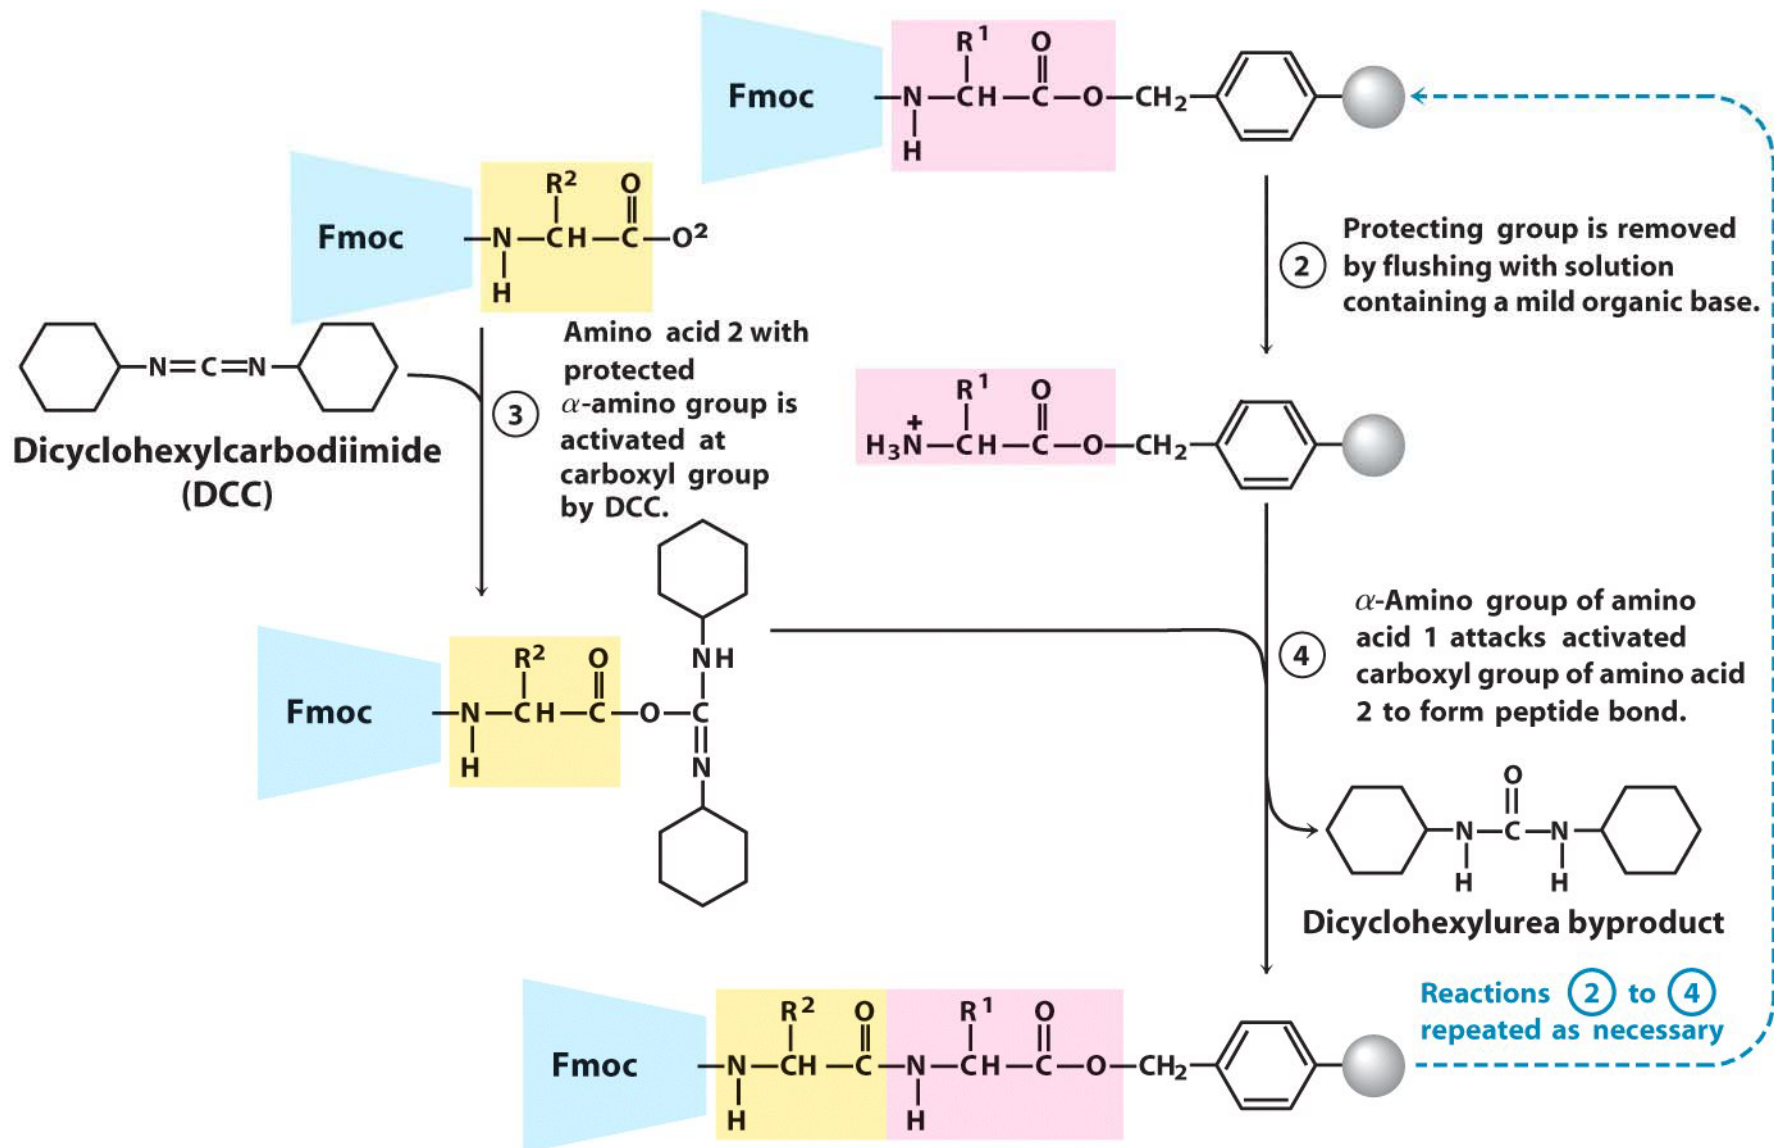 R¹ O
Fmoc —N—CH—C—O—CH₂
H
R² O
Fmoc —N—CH—C—O²
H
2
Protecting group is removed
by flushing with solution
containing a mild organic base.
N=C=N
Dicyclohexylcarbodiimide
(DCC)
3
Amino acid 2 with
protected
α-amino group is
activated at
carboxyl group
by DCC.
R¹ O
+
H₃N—CH—C—O—CH₂
NH
R² O
Fmoc —N—CH—C—O—C
H
N
4
α-Amino group of amino
acid 1 attacks activated
carboxyl group of amino acid
2 to form peptide bond.
O
N—C—N
H H
Dicyclohexylurea byproduct
Reactions 2 to 4
repeated as necessary
R² O R¹ O
Fmoc —N—CH—C—N—CH—C—O—CH₂
H H